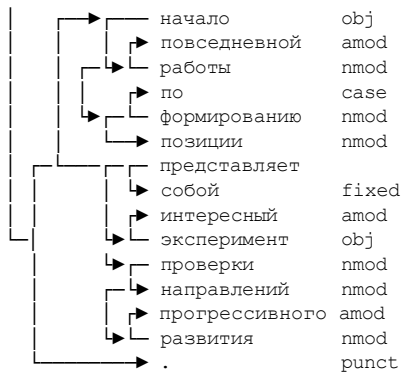 начало obj
повседневной amod
работы nmod
по case
формированию nmod
позиции nmod
представляет
собой fixed
интересный amod
эксперимент obj
проверки nmod
направлений nmod
прогрессивного amod
развития nmod
. punct